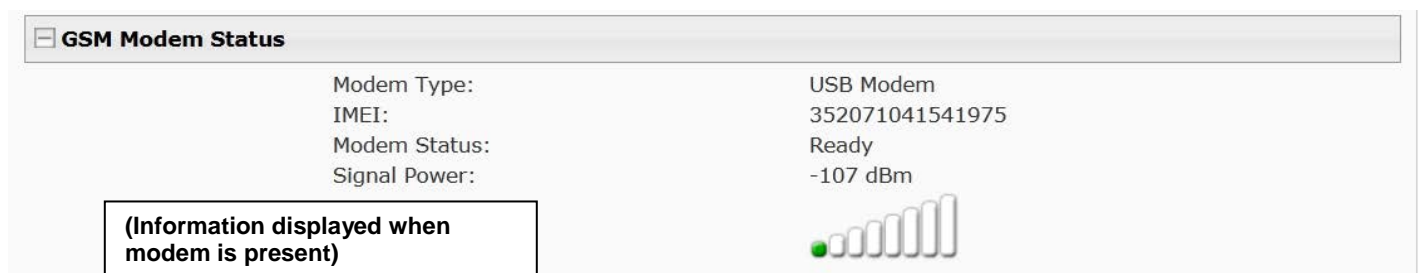 GSM Modem Status
Modem Type: USB Modem
IMEI: 352071041541975
Modem Status: Ready
Signal Power: -107 dBm
(Information displayed when
modem is present)